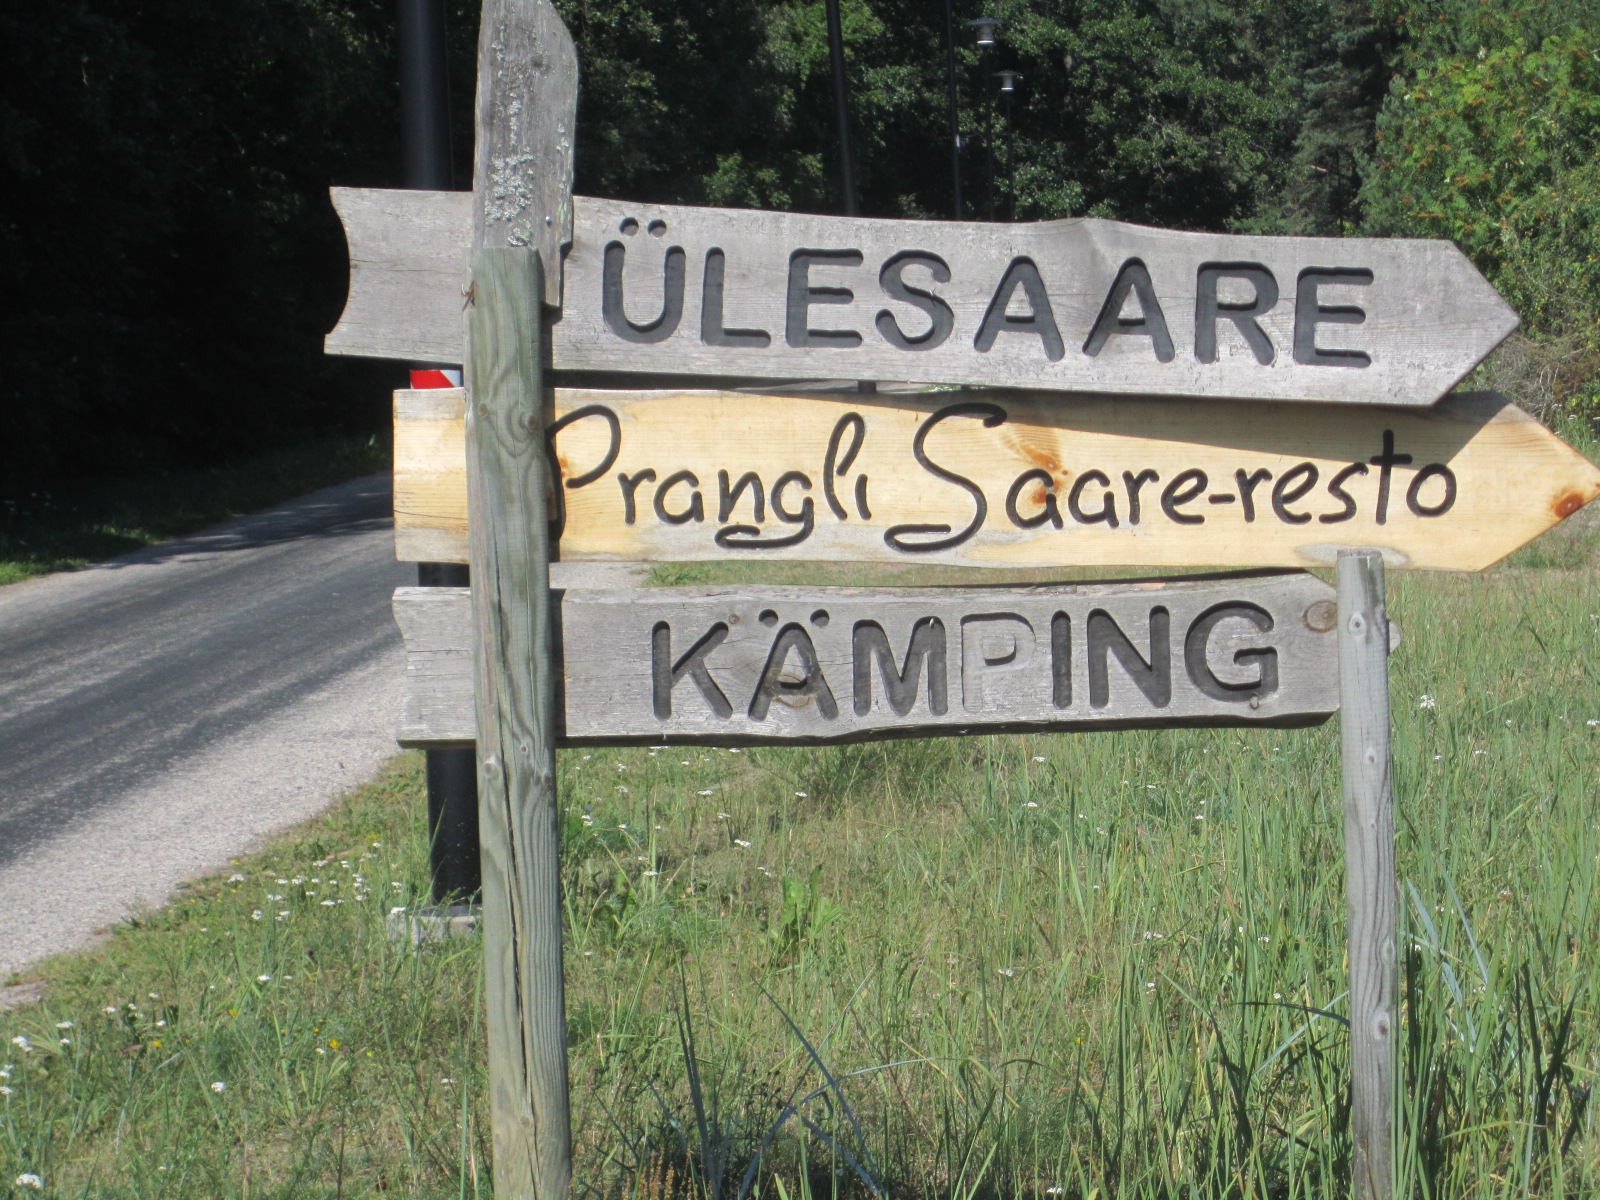 ÜLESAARE
Prangli Saare-resto
KÄMPING